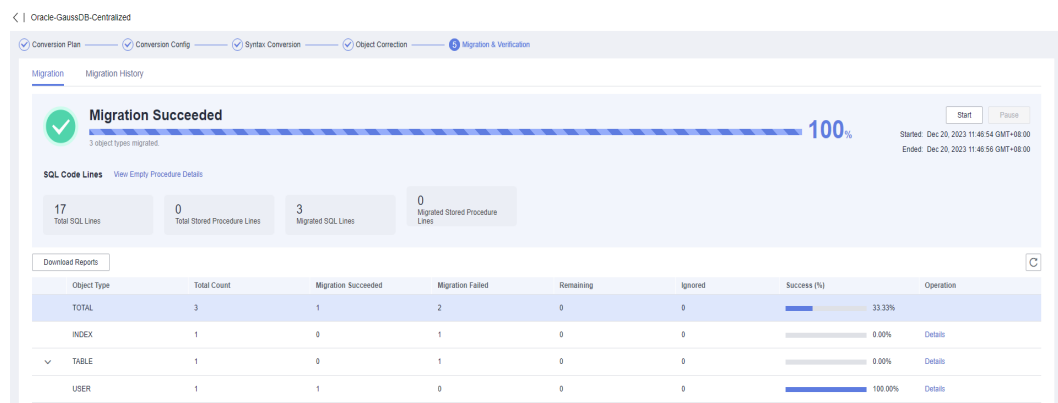 Oracle-GaussDB-Centralized
Conversion Plan Conversion Config Syntax Conversion Object Correction 5 Migration & Verification
Migration Migration History
Migration Succeeded
3 object types migrated.
100%
Start Pause
Started: Dec 20, 2023 11:46:54 GMT+08:00
Ended: Dec 20, 2023 11:46:56 GMT+08:00
SQL Code Lines View Empty Procedure Details
17
Total SQL Lines
0
Total Stored Procedure Lines
3
Migrated SQL Lines
0
Migrated Stored Procedure
Lines
Download Reports
Object Type Total Count Migration Succeeded Migration Failed Remaining Ignored Success (%) Operation
TOTAL 3 1 2 0 0 33.33%
INDEX 1 0 1 0 0 0.00% Details
TABLE 1 0 1 0 0 0.00% Details
USER 1 1 0 0 0 100.00% Details